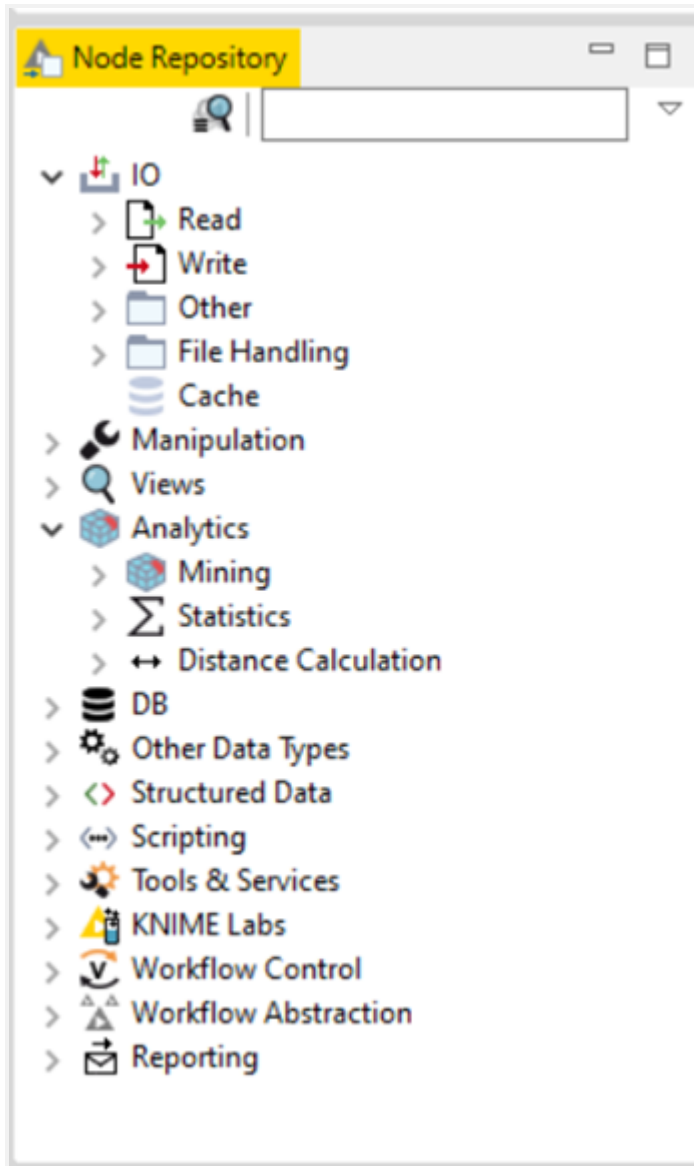 Node Repository
IO
Read
Write
Other
File Handling
Cache
Manipulation
Views
Analytics
Mining
Statistics
Distance Calculation
DB
Other Data Types
Structured Data
Scripting
Tools & Services
KNIME Labs
Workflow Control
Workflow Abstraction
Reporting